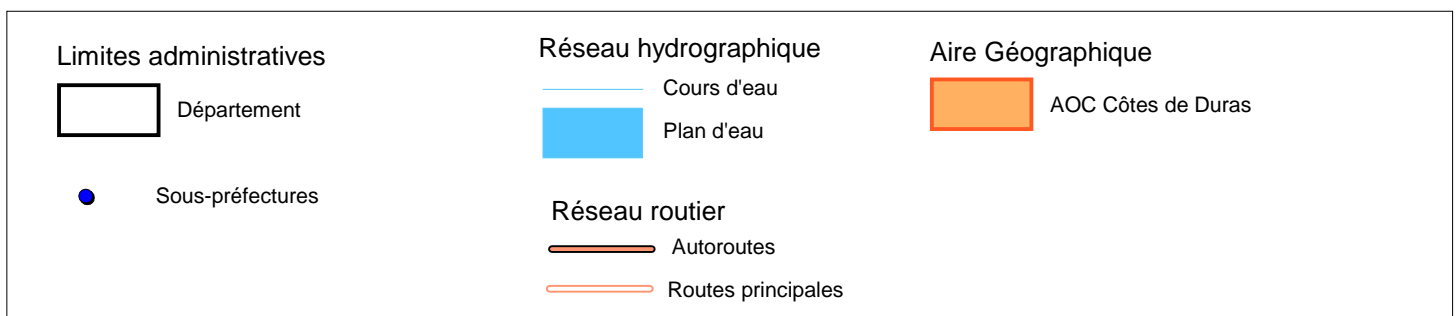 Limites administratives
Département
Sous-préfectures
Réseau hydrographique
Cours d'eau
Plan d'eau
Réseau routier
Autoroutes
Routes principales
Aire Géographique
AOC Côtes de Duras